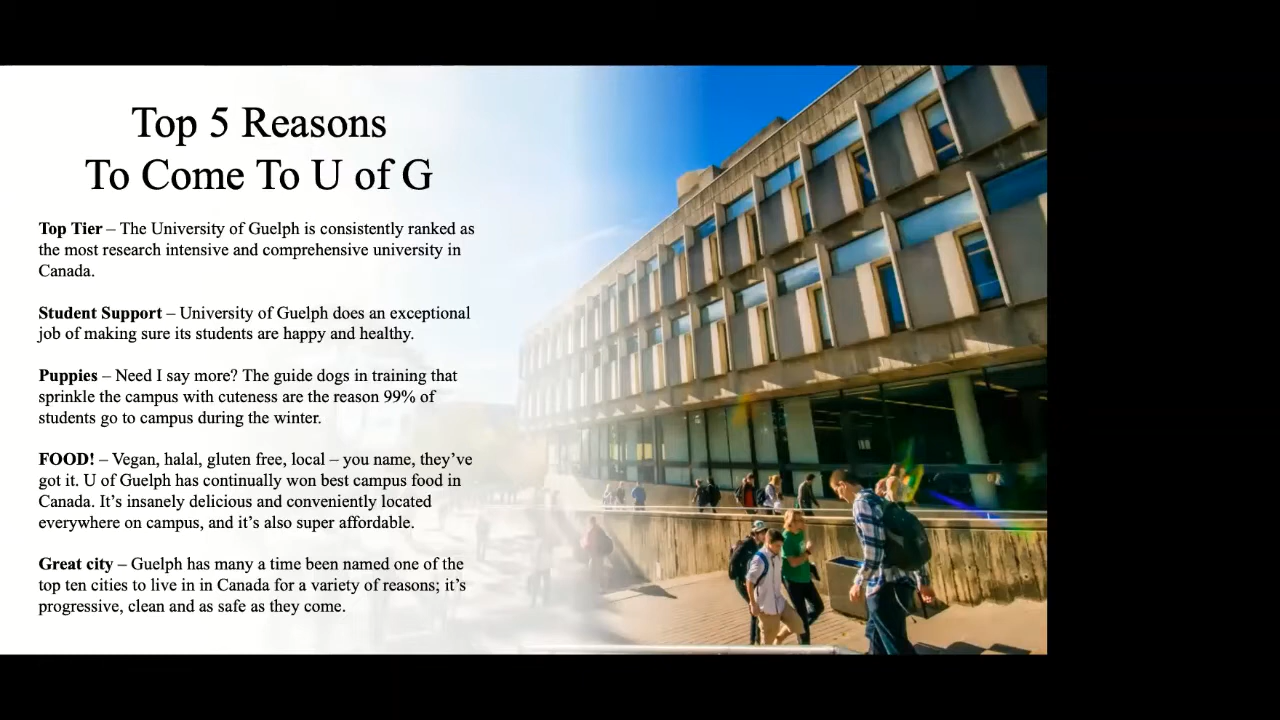 Top 5 Reasons
To Come To U of G
Top Tier – The University of Guelph is consistently ranked as
the most research intensive and comprehensive university in
Canada.
Student Support – University of Guelph does an exceptional
job of making sure its students are happy and healthy.
Puppies – Need I say more? The guide dogs in training that
sprinkle the campus with cuteness are the reason 99% of
students go to campus during the winter.
FOOD! – Vegan, halal, gluten free, local – you name, they’ve
got it. U of Guelph has continually won best campus food in
Canada. It’s insanely delicious and conveniently located
everywhere on campus, and it’s also super affordable.
Great city – Guelph has many a time been named one of the
top ten cities to live in in Canada for a variety of reasons; it’s
progressive, clean and as safe as they come.